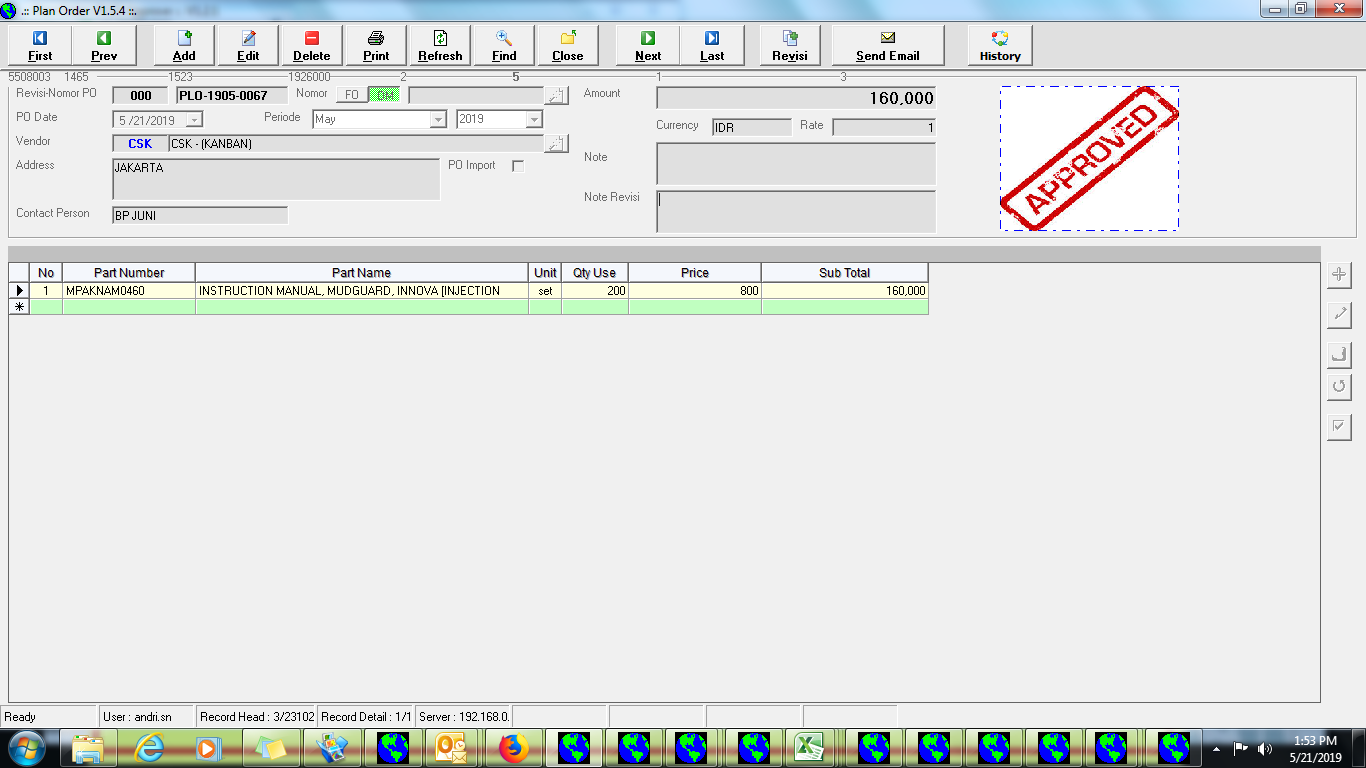 .:: Plan Order V1.5.4 ::.
First Prev Add Edit Delete Print Refresh Find Close Next Last Revisi Send Email History
5508003 1465 1523 1926000 2 5 1 3
Revisi-Nomor PO 000 PLO-1905-0067 Nomor FO DM Amount 160,000
PO Date 5 /21/2019 Periode May 2019 Currency IDR Rate 1
Vendor CSK CSK - (KANBAN)
Address JAKARTA PO Import Note
Contact Person BP JUNI Note Revisi
APPROVED
No Part Number Part Name Unit Qty Use Price Sub Total
1 MPAKNAM0460 INSTRUCTION MANUAL, MUDGUARD, INNOVA [INJECTION set 200 800 160,000
Ready User : andri.sn Record Head : 3/23102 Record Detail : 1/1 Server : 192.168.0.
1:53 PM
5/21/2019